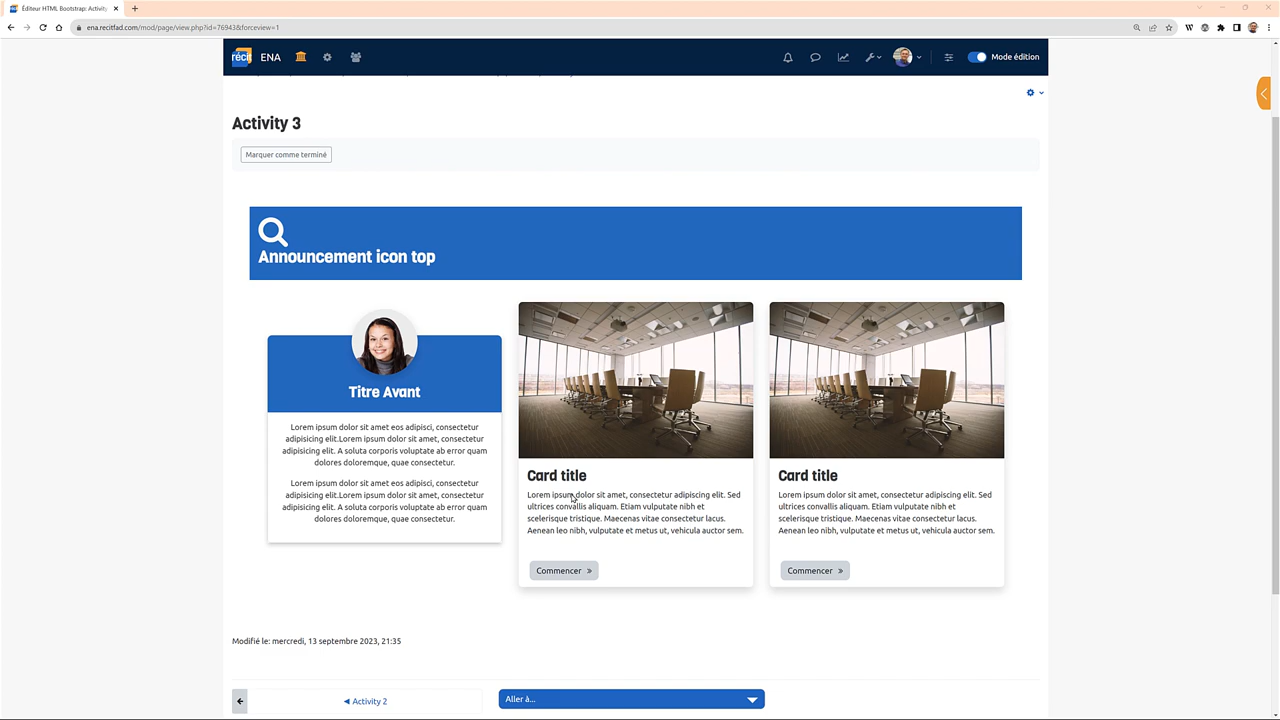 Éditeur HTML Bootstrap: Activity
ena.recitfad.com/mod/page/view.php?id=76943&forceview=1
récit
ENA
Mode édition
Activity 3
Marquer comme terminé
Announcement icon top
Titre Avant
Lorem ipsum dolor sit amet eos adipisci, consectetur
adipisicing elit.Lorem ipsum dolor sit amet, consectetur
adipisicing elit. A soluta corporis voluptate ab error quam
dolores doloremque, quae consectetur.
Lorem ipsum dolor sit amet eos adipisci, consectetur
adipisicing elit.Lorem ipsum dolor sit amet, consectetur
adipisicing elit. A soluta corporis voluptate ab error quam
dolores doloremque, quae consectetur.
Card title
Lorem ipsum dolor sit amet, consectetur adipiscing elit. Sed
ultrices convallis aliquam. Etiam vulputate nibh et
scelerisque tristique. Maecenas vitae consectetur lacus.
Aenean leo nibh, vulputate et metus ut, vehicula auctor sem.
Commencer »
Card title
Lorem ipsum dolor sit amet, consectetur adipiscing elit. Sed
ultrices convallis aliquam. Etiam vulputate nibh et
scelerisque tristique. Maecenas vitae consectetur lacus.
Aenean leo nibh, vulputate et metus ut, vehicula auctor sem.
Commencer »
Modifié le: mercredi, 13 septembre 2023, 21:35
◀ Activity 2
Aller à...